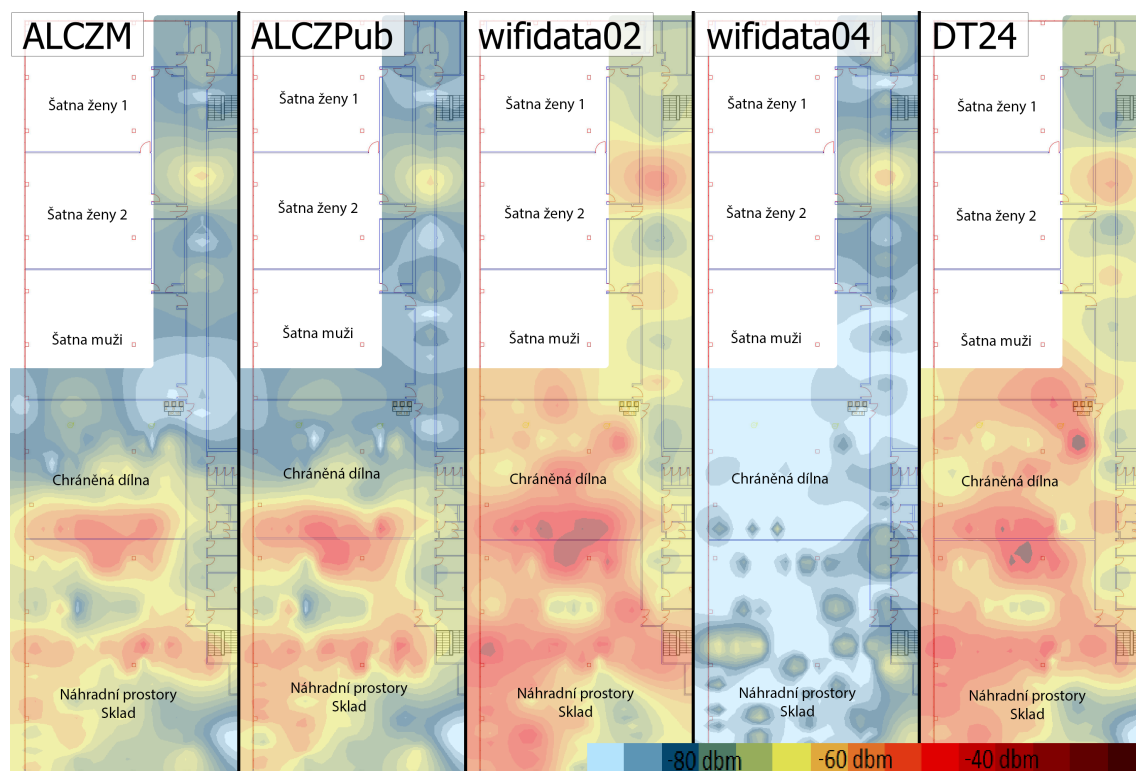 ALCZM
ALCZPub
wifidata02
wifidata04
DT24
Šatna ženy 1
Šatna ženy 1
Šatna ženy 1
Šatna ženy 1
Šatna ženy 1
Šatna ženy 2
Šatna ženy 2
Šatna ženy 2
Šatna ženy 2
Šatna ženy 2
Šatna muži
Šatna muži
Šatna muži
Šatna muži
Šatna muži
Chráněná dílna
Chráněná dílna
Chráněná dílna
Chráněná dílna
Chráněná dílna
Náhradní prostory
Sklad
Náhradní prostory
Sklad
Náhradní prostory
Sklad
Náhradní prostory
Sklad
Náhradní prostory
Sklad
-80 dbm
-60 dbm
-40 dbm